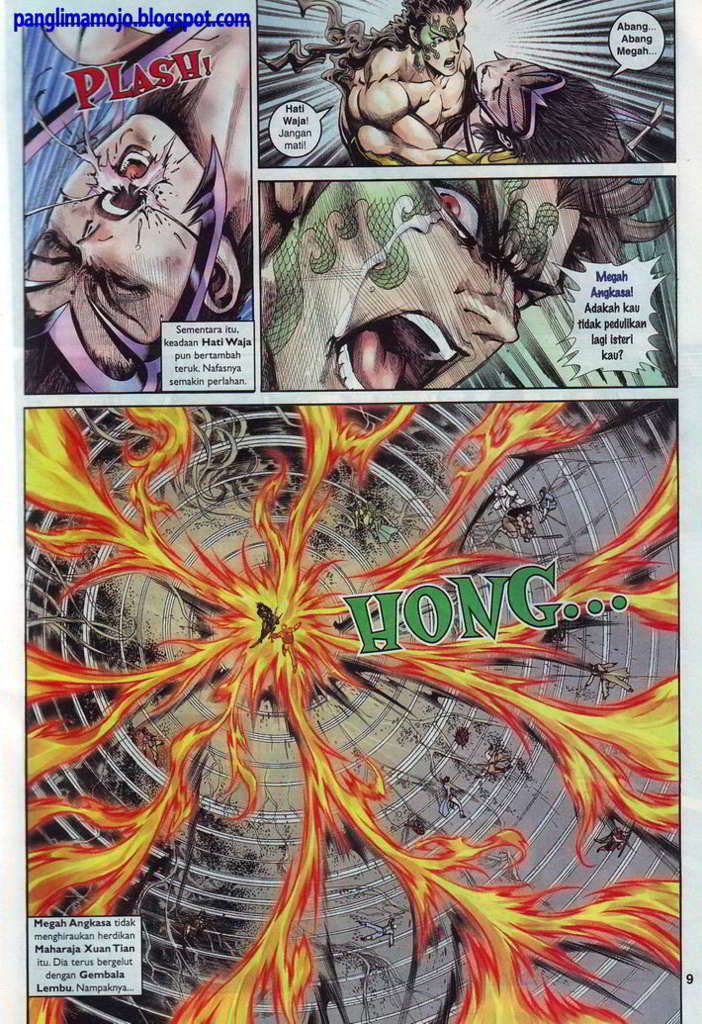 panglimamojo.blogspot.com
PLASH!
Sementara itu,
keadaan Hati Waja
pun bertambah
teruk. Nafasnya
semakin perlahan.
Abang...
Abang
Megah...
Hati
Waja!
Jangan
mati!
Megah
Angkasa!
Adakah kau
tidak pedulikan
lagi isteri
kau?
HONG...
Megah Angkasa tidak
menghiraukan herdikan
Maharaja Xuan Tian
itu. Dia terus bergelut
dengan Gembala
Lembu. Nampaknya...
9